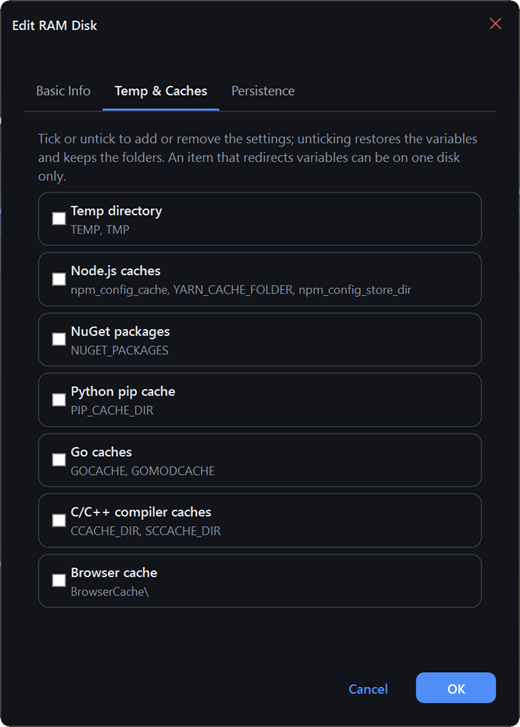 Edit RAM Disk
Basic Info
Temp & Caches
Persistence
Tick or untick to add or remove the settings; unticking restores the variables
and keeps the folders. An item that redirects variables can be on one disk
only.
Temp directory
TEMP, TMP
Node.js caches
npm_config_cache, YARN_CACHE_FOLDER, npm_config_store_dir
NuGet packages
NUGET_PACKAGES
Python pip cache
PIP_CACHE_DIR
Go caches
GOCACHE, GOMODCACHE
C/C++ compiler caches
CCACHE_DIR, SCCACHE_DIR
Browser cache
BrowserCache\
Cancel
OK